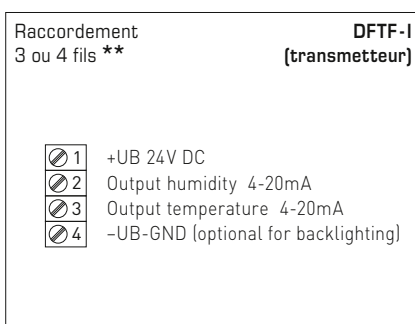 Raccordement DFTF-I
3 ou 4 fils ** (transmetteur)
1 +UB 24V DC
2 Output humidity 4-20mA
3 Output temperature 4-20mA
4 –UB-GND (optional for backlighting)